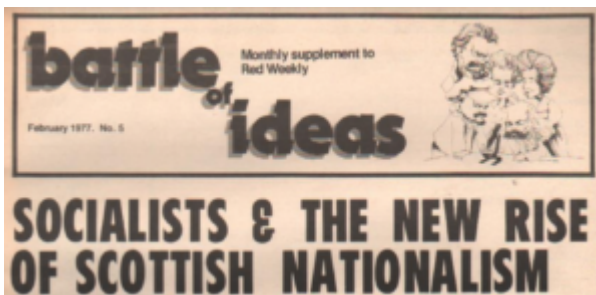 battle
of
ideas
Monthly supplement to
Red Weekly
February 1977. No. 5
SOCIALISTS & THE NEW RISE
OF SCOTTISH NATIONALISM